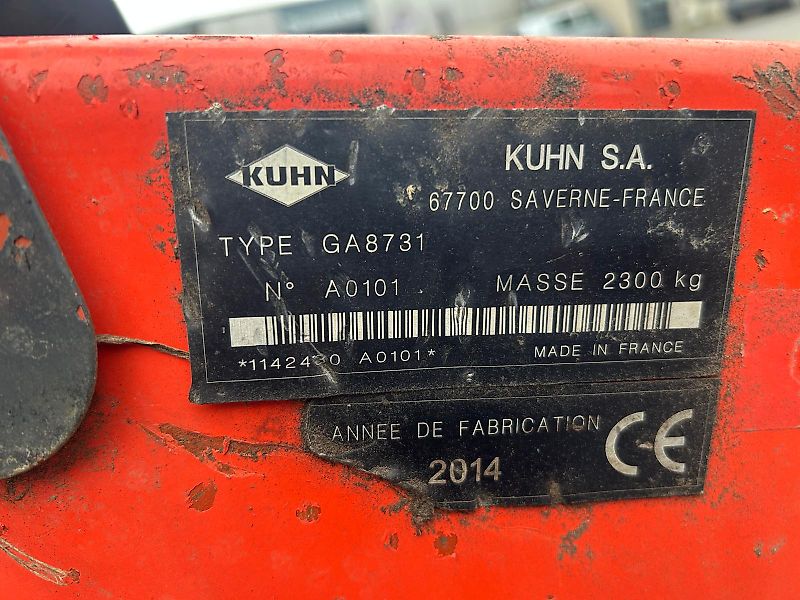 KUHN
KUHN S.A.
67700 SAVERNE-FRANCE
TYPE GA8731
N° A0101 MASSE 2300 kg
A0101*
MADE IN FRANCE
ANNEE DE FABRICATION CE
2014